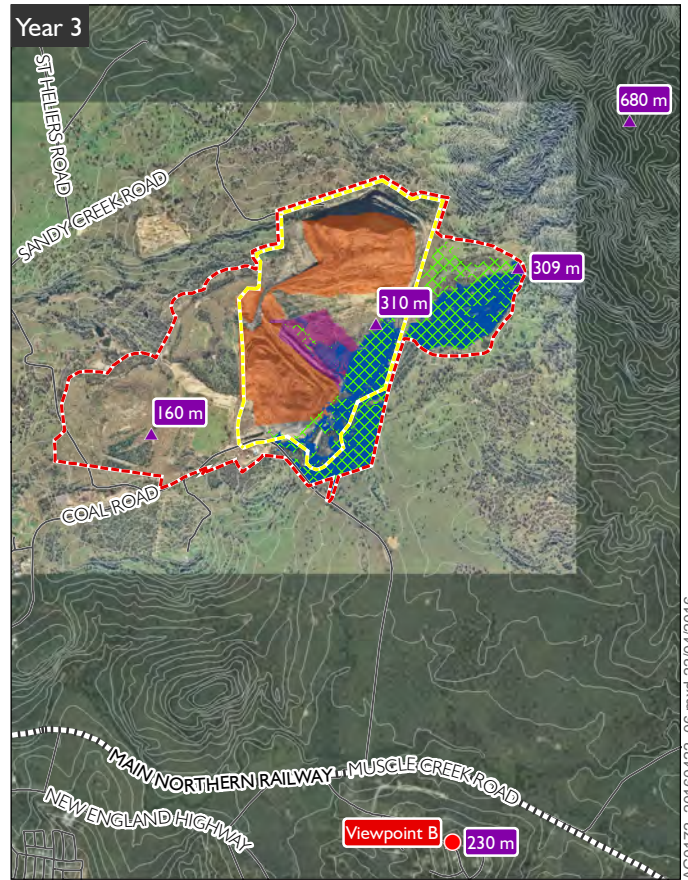 Year 3
ST HELIERS ROAD
680 m
SANDY CREEK ROAD
309 m
310 m
160 m
COAL ROAD
MAIN NORTHERN RAILWAY
MUSCLE CREEK ROAD
NEW ENGLAND HIGHWAY
Viewpoint B
230 m